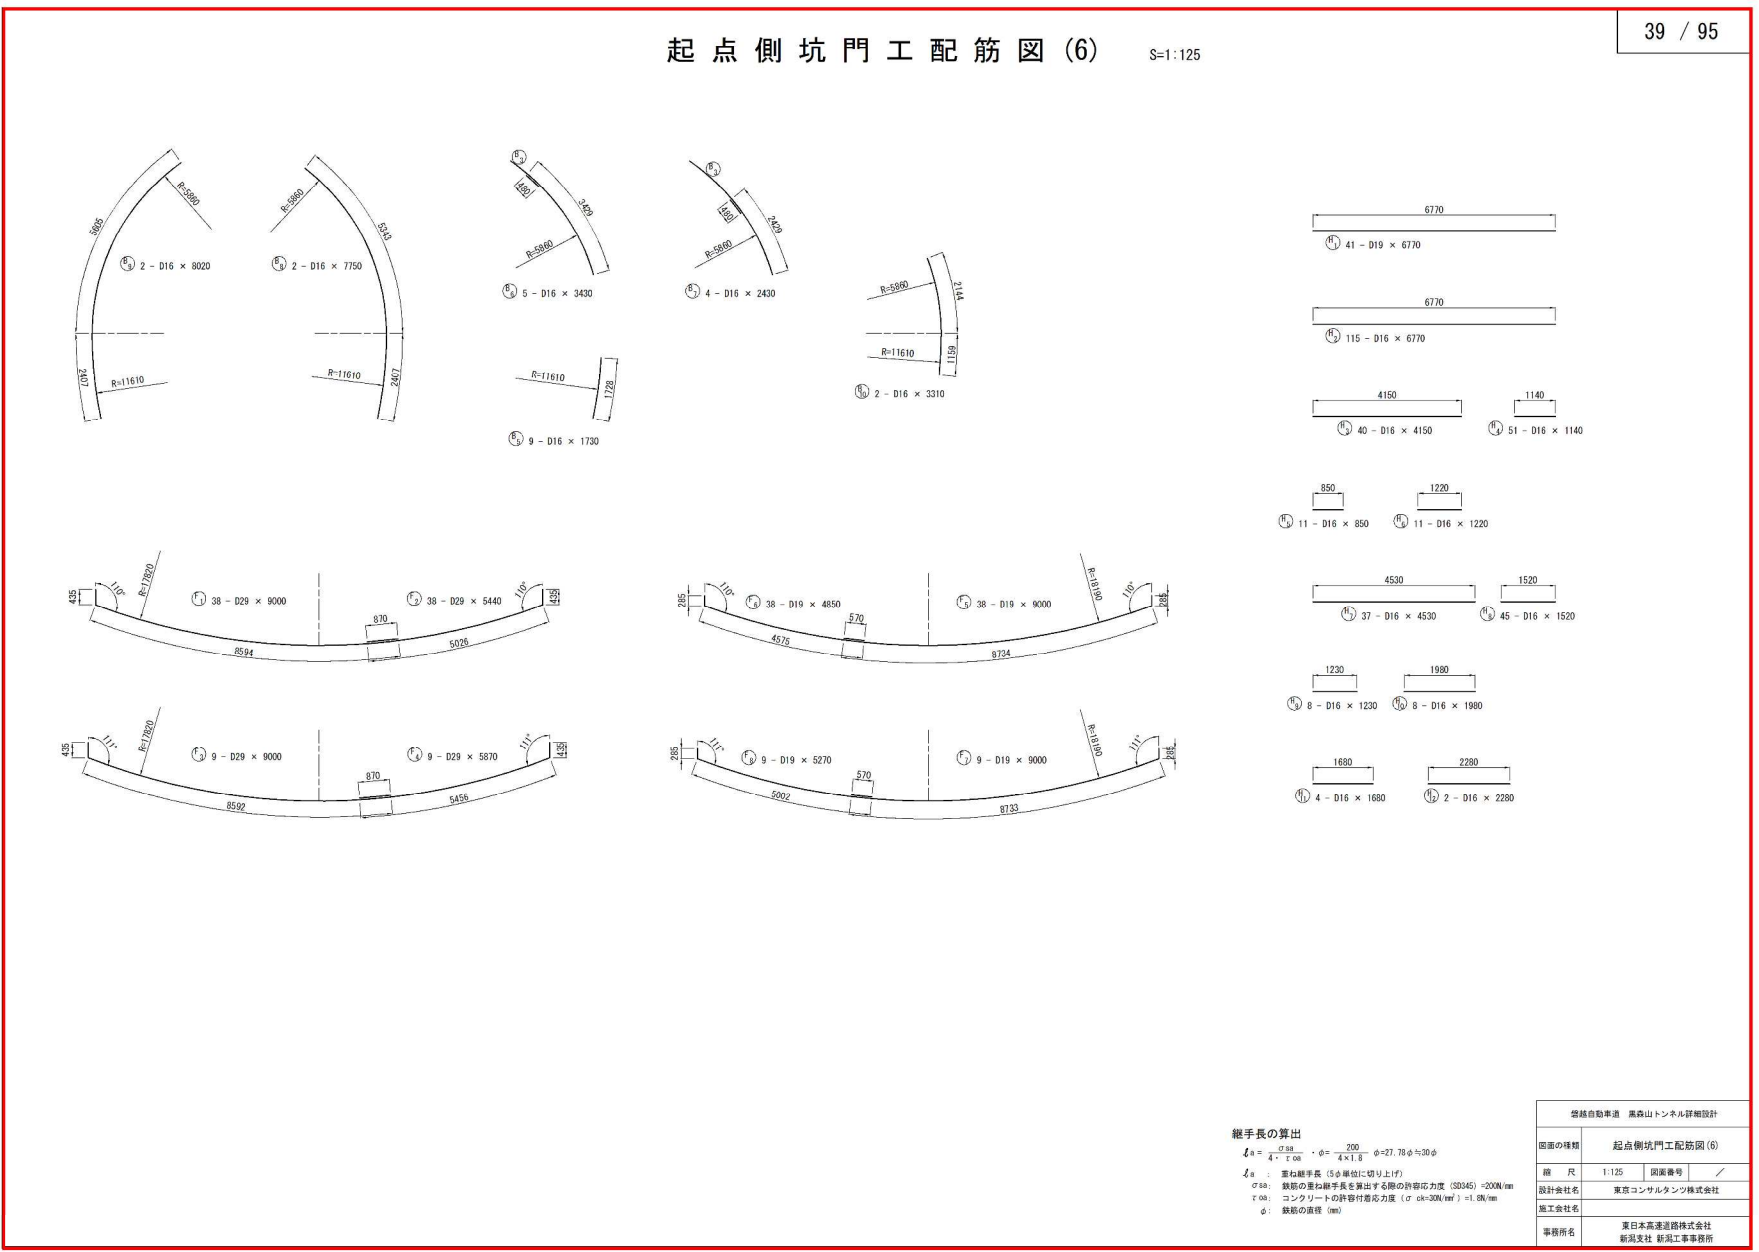 39 / 95
起点側坑門工配筋図(6) S=1:125
5605
R=5860
B9 2 - D16 × 8020
2407
R=11610
R=5860
5343
B8 2 - D16 × 7750
R=11610
2407
B3
480
3429
R=5860
B6 5 - D16 × 3430
R=11610
1728
B5 9 - D16 × 1730
480
2429
R=5860
B7 4 - D16 × 2430
R=5860
2144
R=11610
1159
B10 2 - D16 × 3310
6770
H1 41 - D19 × 6770
6770
H2 115 - D16 × 6770
4150
H3 40 - D16 × 4150
1140
H4 51 - D16 × 1140
850
H5 11 - D16 × 850
1220
H6 11 - D16 × 1220
4530
H7 37 - D16 × 4530
1520
H8 45 - D16 × 1520
1230
H9 8 - D16 × 1230
1980
H10 8 - D16 × 1980
1680
H11 4 - D16 × 1680
2280
H12 2 - D16 × 2280
435
110°
R=17820
F1 38 - D29 × 9000
F2 38 - D29 × 5440
110°
435
870
8594
5026
285
110°
F6 38 - D19 × 4850
F5 38 - D19 × 9000
R=18190
110°
285
570
4575
8734
435
111°
R=17820
F3 9 - D29 × 9000
F4 9 - D29 × 5870
111°
435
870
8592
5456
285
111°
F8 9 - D19 × 5270
F7 9 - D19 × 9000
R=18190
111°
285
570
5002
8733
継手長の算出
ℓa = σsa / 4・τoa ・φ= 200 / 4×1.8 φ=27.78φ≒30φ
ℓa : 重ね継手長 (5φ単位に切り上げ)
σsa: 鉄筋の重ね継手長を算出する際の許容応力度 (SD345) =200N/mm
τoa: コンクリートの許容付着応力度 (σck=30N/mm²) =1.8N/mm
φ: 鉄筋の直径 (mm)
磐越自動車道 黒森山トンネル詳細設計
図面の種類 起点側坑門工配筋図(6)
縮尺 1:125 図面番号 /
設計会社名 東京コンサルタンツ株式会社
施工会社名
事務所名 東日本高速道路株式会社
新潟支社 新潟工事事務所